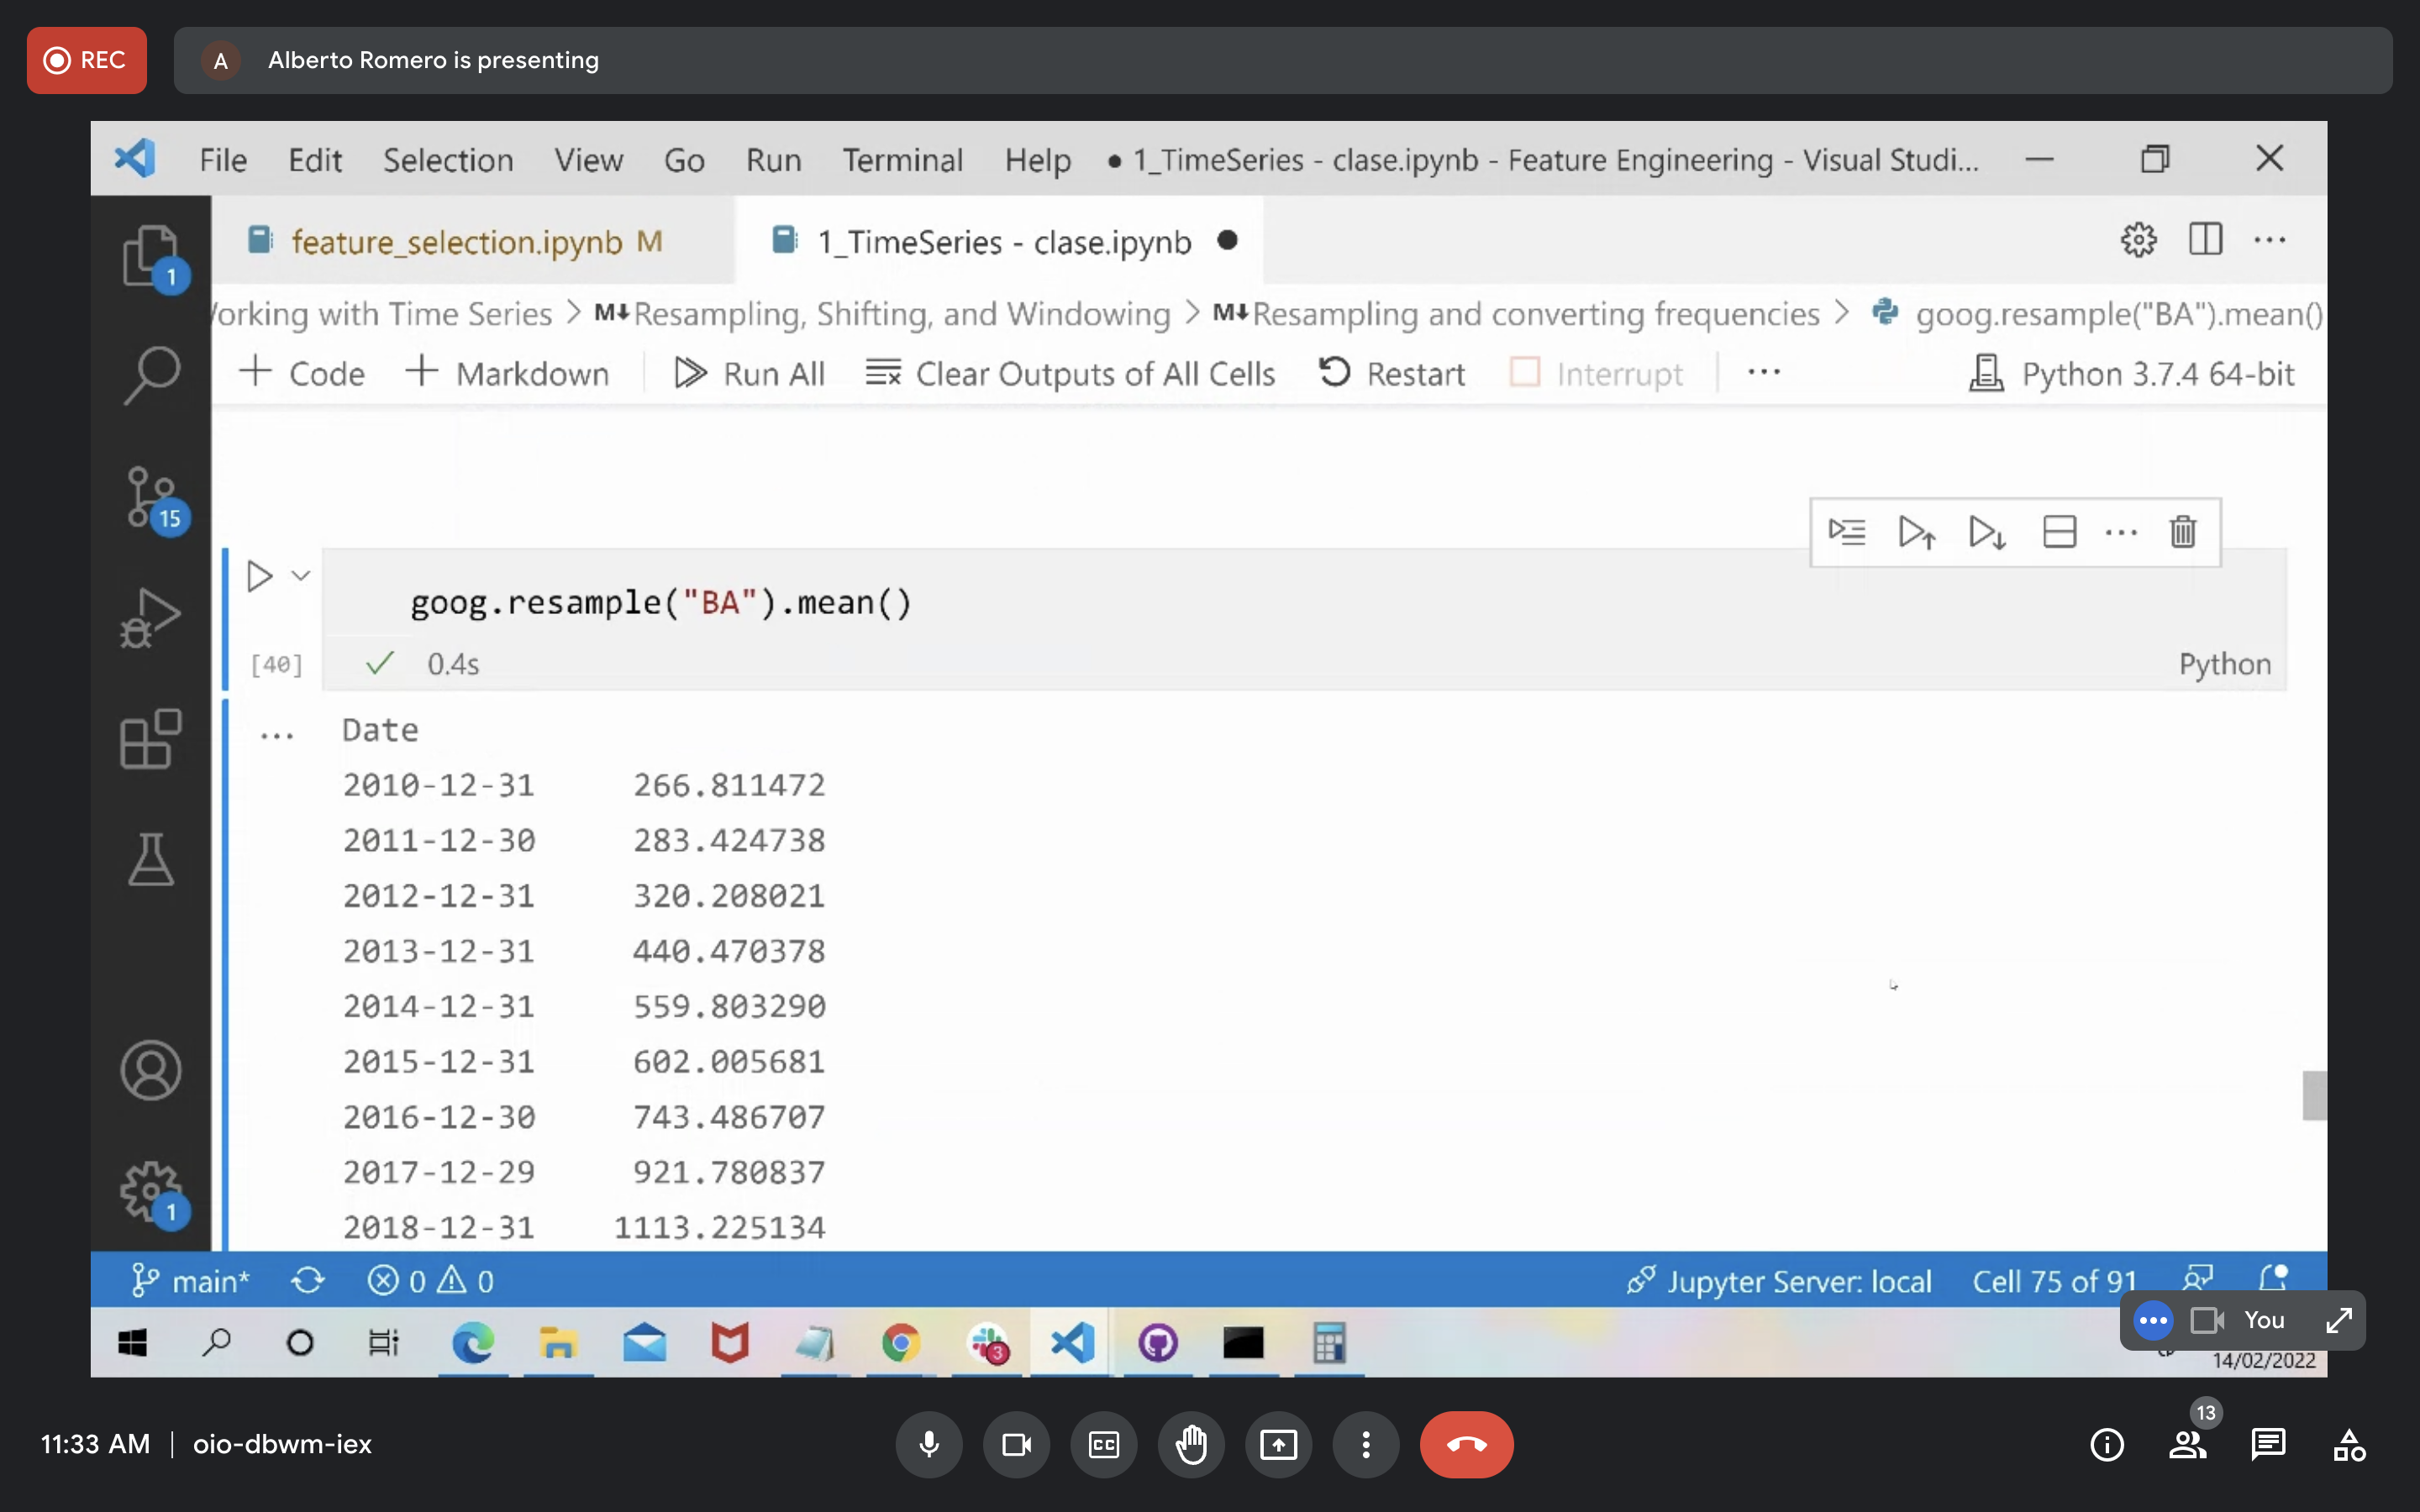 REC
A Alberto Romero is presenting
File Edit Selection View Go Run Terminal Help ● 1_TimeSeries - clase.ipynb - Feature Engineering - Visual Studi...
feature_selection.ipynb M 1_TimeSeries - clase.ipynb ●
orking with Time Series > M↓ Resampling, Shifting, and Windowing > M↓ Resampling and converting frequencies > goog.resample("BA").mean()
+ Code + Markdown Run All Clear Outputs of All Cells Restart Interrupt ... Python 3.7.4 64-bit
1
15
1
goog.resample("BA").mean()
[40] ✓ 0.4s Python
... Date
2010-12-31 266.811472
2011-12-30 283.424738
2012-12-31 320.208021
2013-12-31 440.470378
2014-12-31 559.803290
2015-12-31 602.005681
2016-12-30 743.486707
2017-12-29 921.780837
2018-12-31 1113.225134
main* 0 0 Jupyter Server: local Cell 75 of 91
3
You
14/02/2022
11:33 AM | oio-dbwm-iex
CC
13